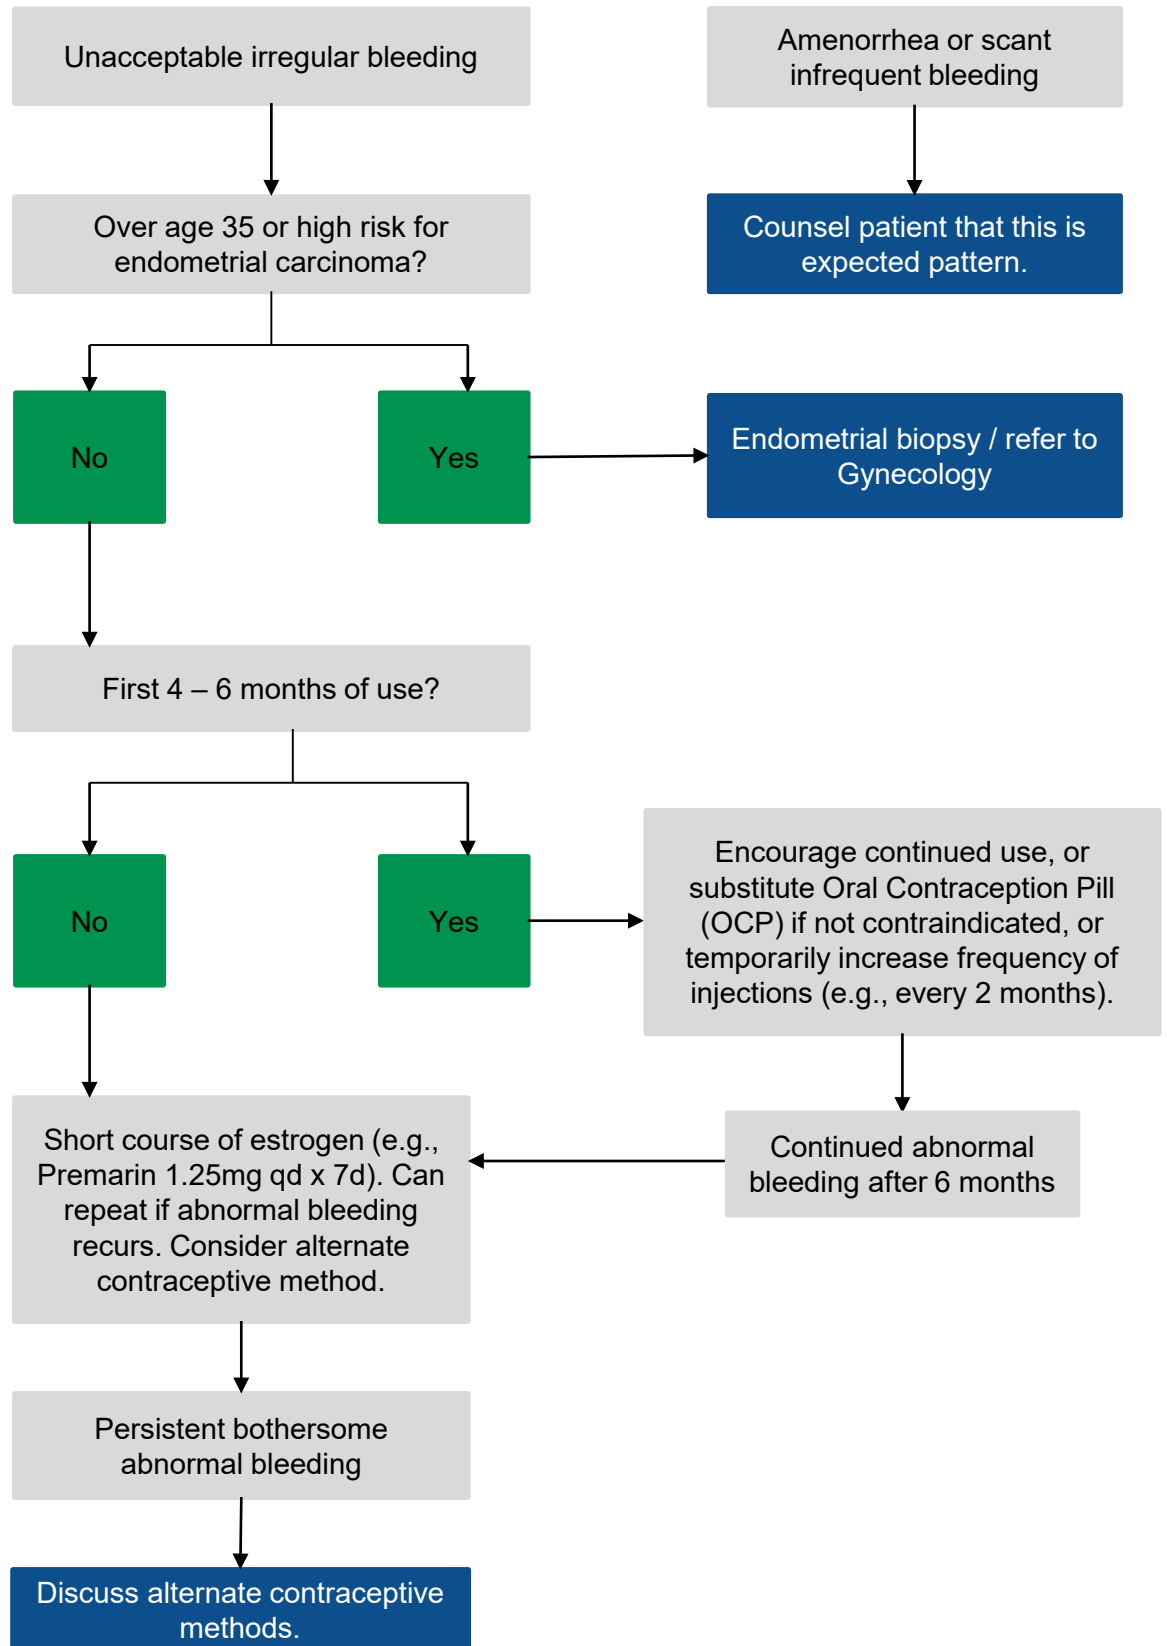 Unacceptable irregular bleeding
Amenorrhea or scant
infrequent bleeding
Over age 35 or high risk for
endometrial carcinoma?
Counsel patient that this is
expected pattern.
No
Yes
Endometrial biopsy / refer to
Gynecology
First 4 – 6 months of use?
No
Yes
Encourage continued use, or
substitute Oral Contraception Pill
(OCP) if not contraindicated, or
temporarily increase frequency of
injections (e.g., every 2 months).
Short course of estrogen (e.g.,
Premarin 1.25mg qd x 7d). Can
repeat if abnormal bleeding
recurs. Consider alternate
contraceptive method.
Continued abnormal
bleeding after 6 months
Persistent bothersome
abnormal bleeding
Discuss alternate contraceptive
methods.